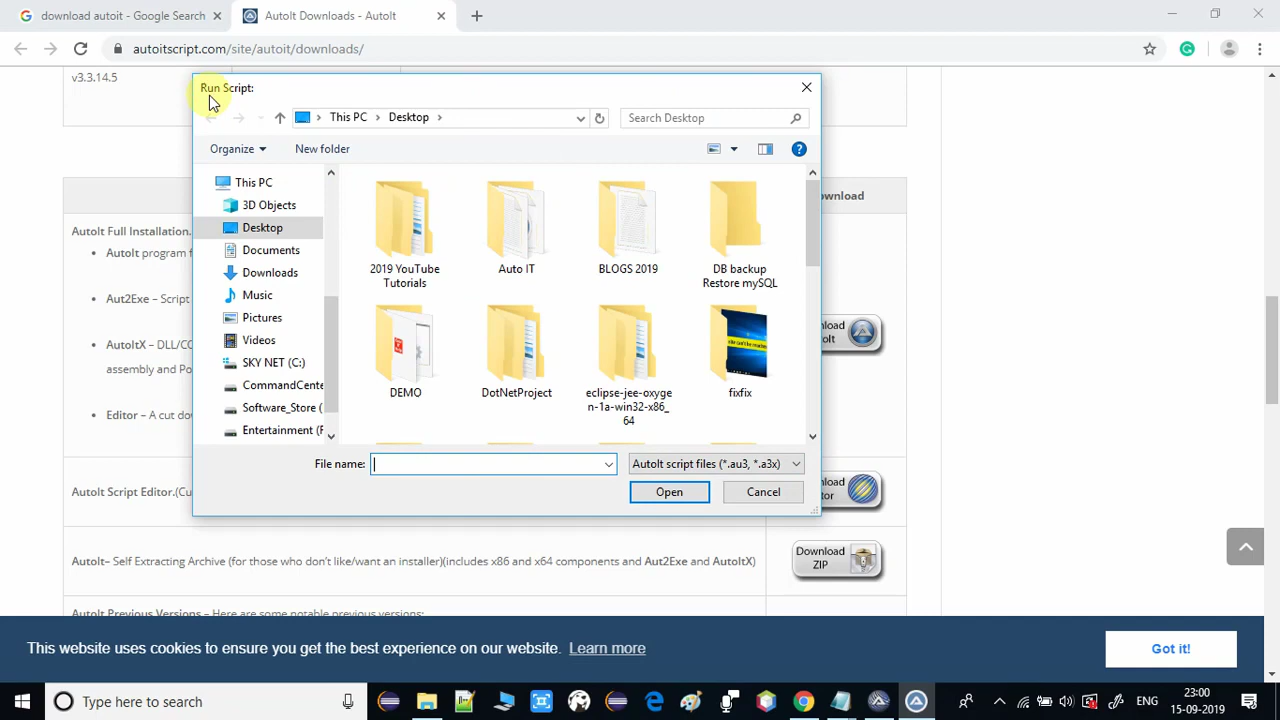 download autoit - Google Search
AutoIt Downloads - AutoIt
autoitscript.com/site/autoit/downloads/
v3.3.14.5
Run Script:
This PC
Desktop
Search Desktop
Organize
New folder
This PC
3D Objects
Desktop
Documents
Downloads
Music
Pictures
Videos
SKY NET (C:)
CommandCente
Software_Store (
Entertainment (F
2019 YouTube
Tutorials
Auto IT
BLOGS 2019
DB backup
Restore mySQL
DEMO
DotNetProject
eclipse-jee-oxyge
n-1a-win32-x86_
64
fixfix
File name:
AutoIt script files (*.au3, *.a3x)
Open
Cancel
AutoIt Full Installation.
AutoIt program f
Aut2Exe – Script
AutoItX – DLL/CO
assembly and Po
Editor – A cut dow
AutoIt Script Editor.(Cu
AutoIt– Self Extracting Archive (for those who don't like/want an installer)(includes x86 and x64 components and Aut2Exe and AutoItX)
Download
ZIP
AutoIt Previous Versions – Here are some notable previous versions:
This website uses cookies to ensure you get the best experience on our website. Learn more
Got it!
Type here to search
ENG
23:00
15-09-2019